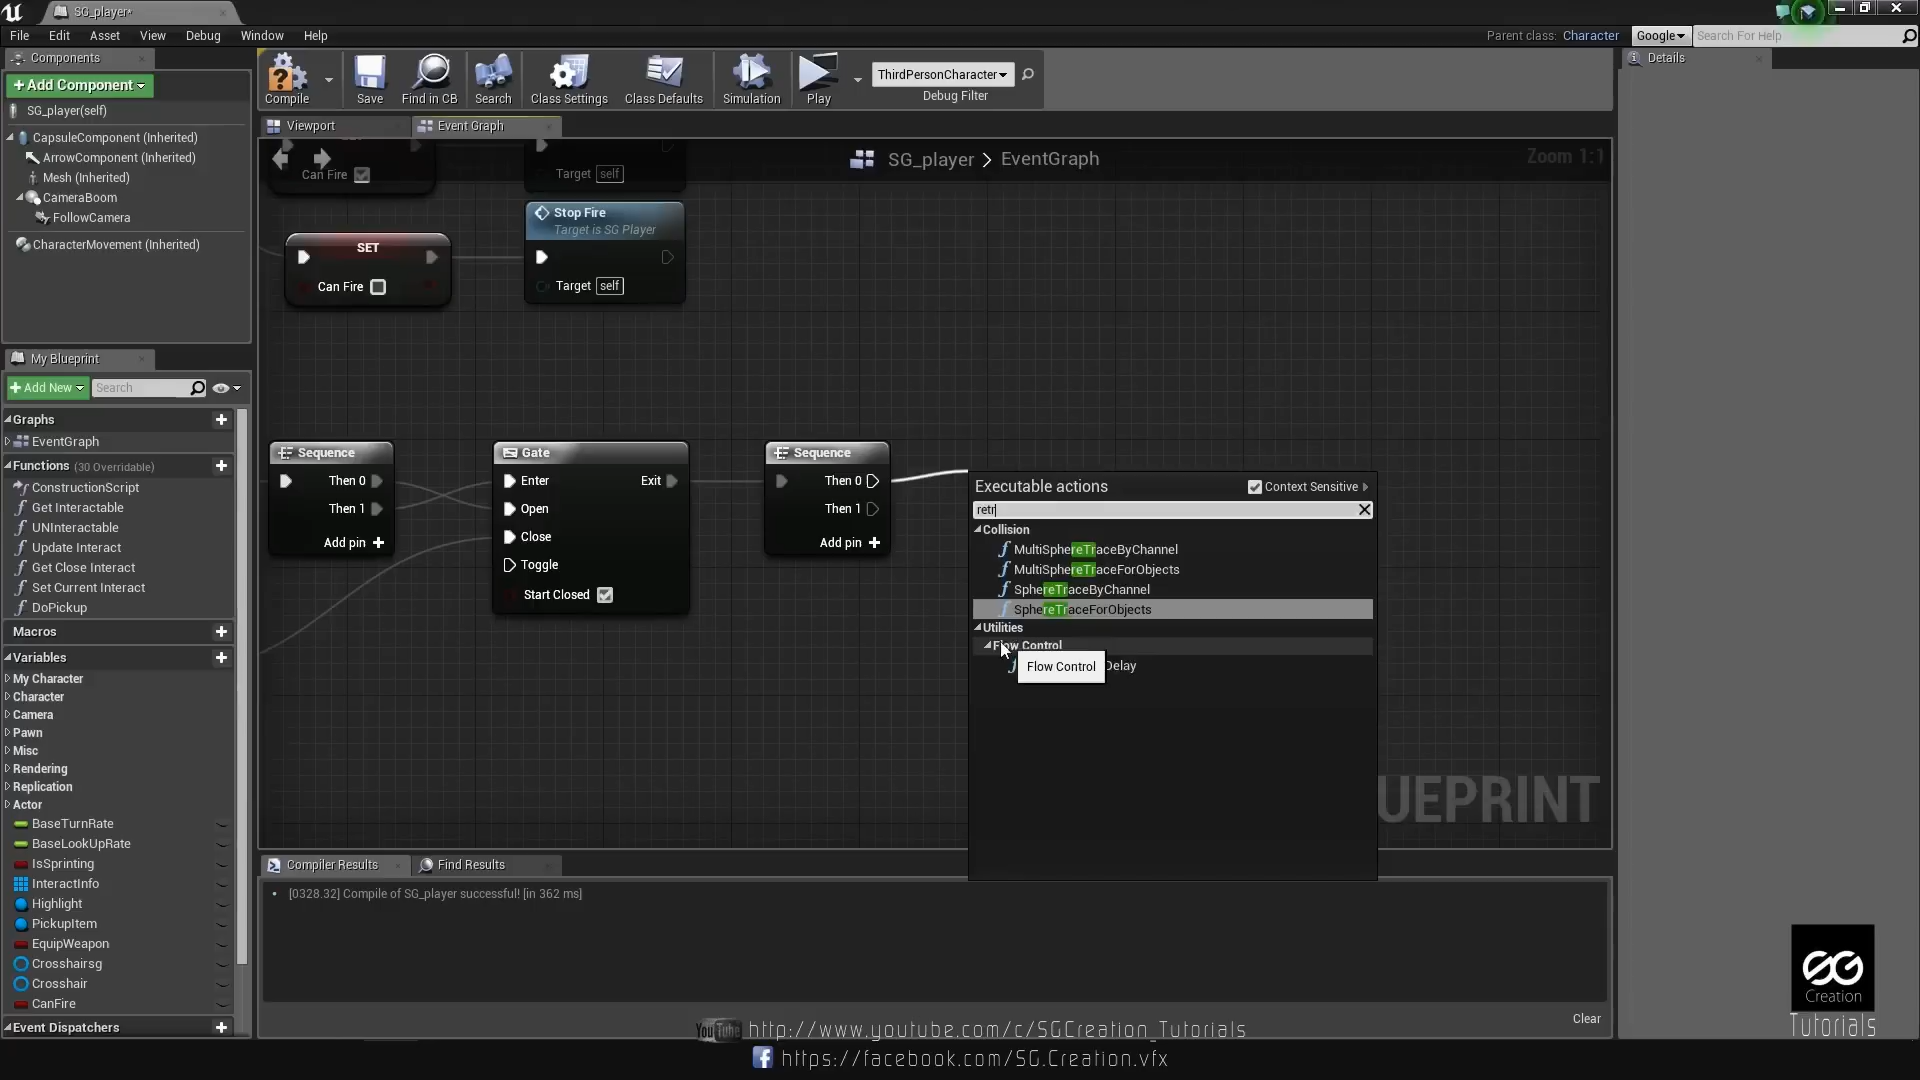 SG_player*
File Edit Asset View Debug Window Help
Parent class: Character Google Search For Help
Components
Details
+Add Component
Compile Save Find in CB Search Class Settings Class Defaults Simulation Play
ThirdPersonCharacter
Debug Filter
SG_player(self)
Viewport Event Graph
CapsuleComponent (Inherited)
ArrowComponent (Inherited)
Mesh (Inherited)
CameraBoom
FollowCamera
CharacterMovement (Inherited)
SG_player > EventGraph
Zoom 1:1
Can Fire
Target self
Stop Fire
Target is SG Player
SET
Can Fire
Target self
My Blueprint
+Add New Search
Graphs
EventGraph
Functions (30 Overridable)
ConstructionScript
Get Interactable
UNInteractable
Update Interact
Get Close Interact
Set Current Interact
DoPickup
Macros
Variables
My Character
Character
Camera
Pawn
Misc
Rendering
Replication
Actor
BaseTurnRate
BaseLookUpRate
IsSprinting
InteractInfo
Highlight
PickupItem
EquipWeapon
Crosshairsg
Crosshair
CanFire
Event Dispatchers
Sequence
Then 0
Then 1
Add pin +
Gate
Enter Exit
Open
Close
Toggle
Start Closed
Sequence
Then 0
Then 1
Add pin +
Executable actions Context Sensitive
retr
Collision
MultiSphereTraceByChannel
MultiSphereTraceForObjects
SphereTraceByChannel
SphereTraceForObjects
Utilities
Flow Control
Flow Control
Delay
UEPRINT
Compiler Results Find Results
[0328.32] Compile of SG_player successful! [in 362 ms]
Clear
SG
Creation
Tutorials
YouTube http://www.youtube.com/c/SGCreation_Tutorials
f https://facebook.com/SG.Creation.vfx